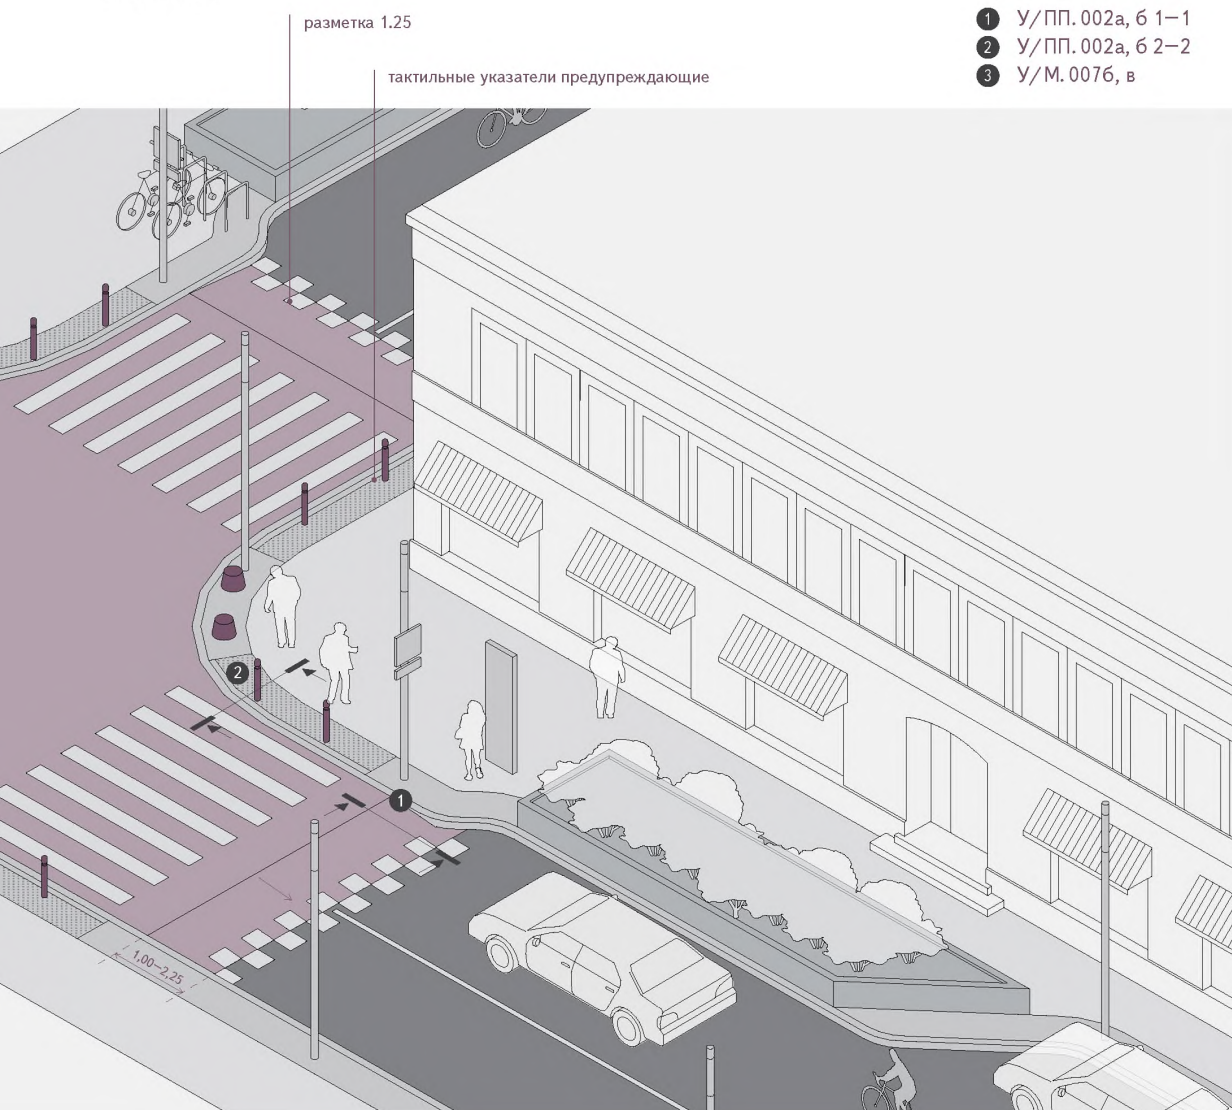 разметка 1.25
тактильные указатели предупреждающие
1 У/ПП. 002а, б 1—1
2 У/ПП. 002а, б 2—2
3 У/М. 007б, в
2
1
1,00—2,25